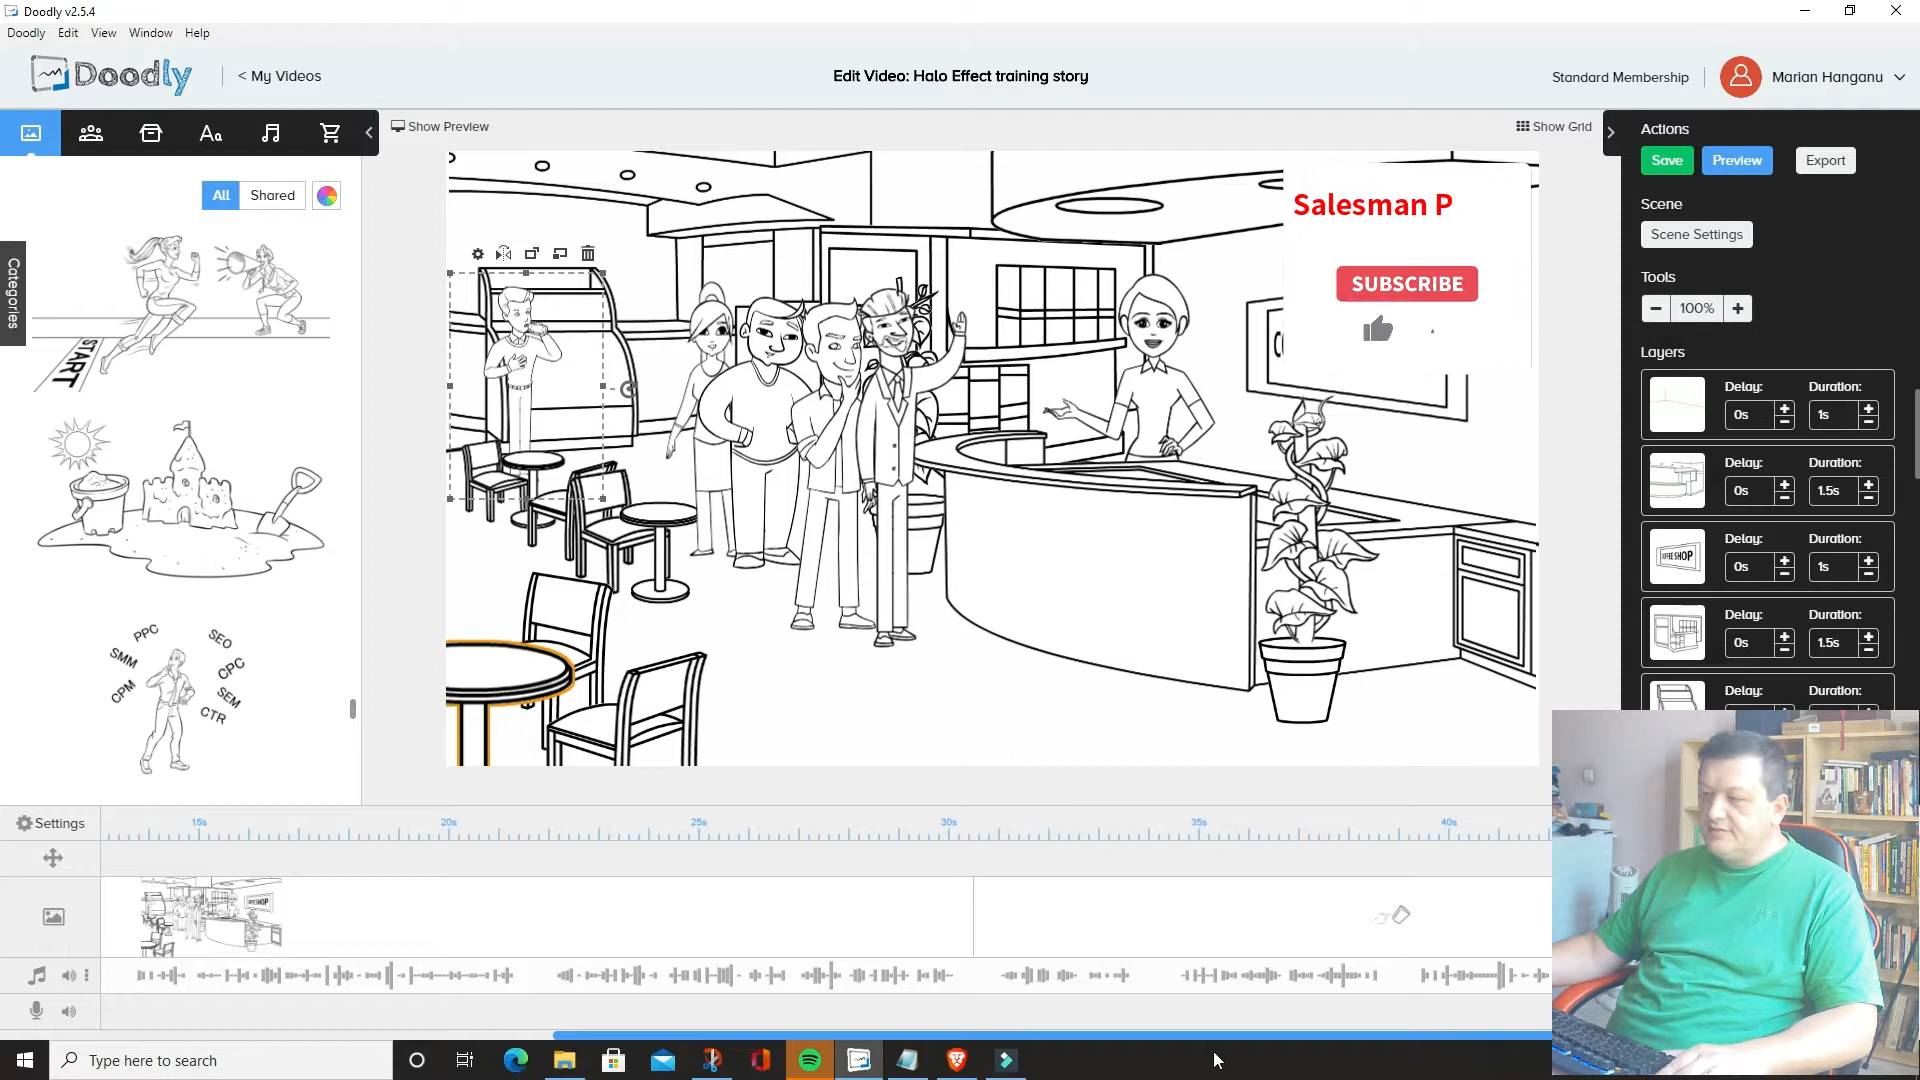 Doodly v2.5.4
Doodly Edit View Window Help
Doodly
< My Videos
Edit Video: Halo Effect training story
Standard Membership
Marian Hanganu
Show Preview
Show Grid
All Shared
Categories
START
PPC
SEO
SMM
CPC
CPM
SEM
CTR
Salesman P
SUBSCRIBE
Actions
Save Preview Export
Scene
Scene Settings
Tools
100%
Layers
Delay: Duration:
0s 1s
Delay: Duration:
0s 1.5s
OFFEE SHOP
Delay: Duration:
0s 1s
Delay: Duration:
0s 1.5s
Delay: Duration:
Settings
15s 20s 25s 30s 35s 40s
OFFEE SHOP
Type here to search